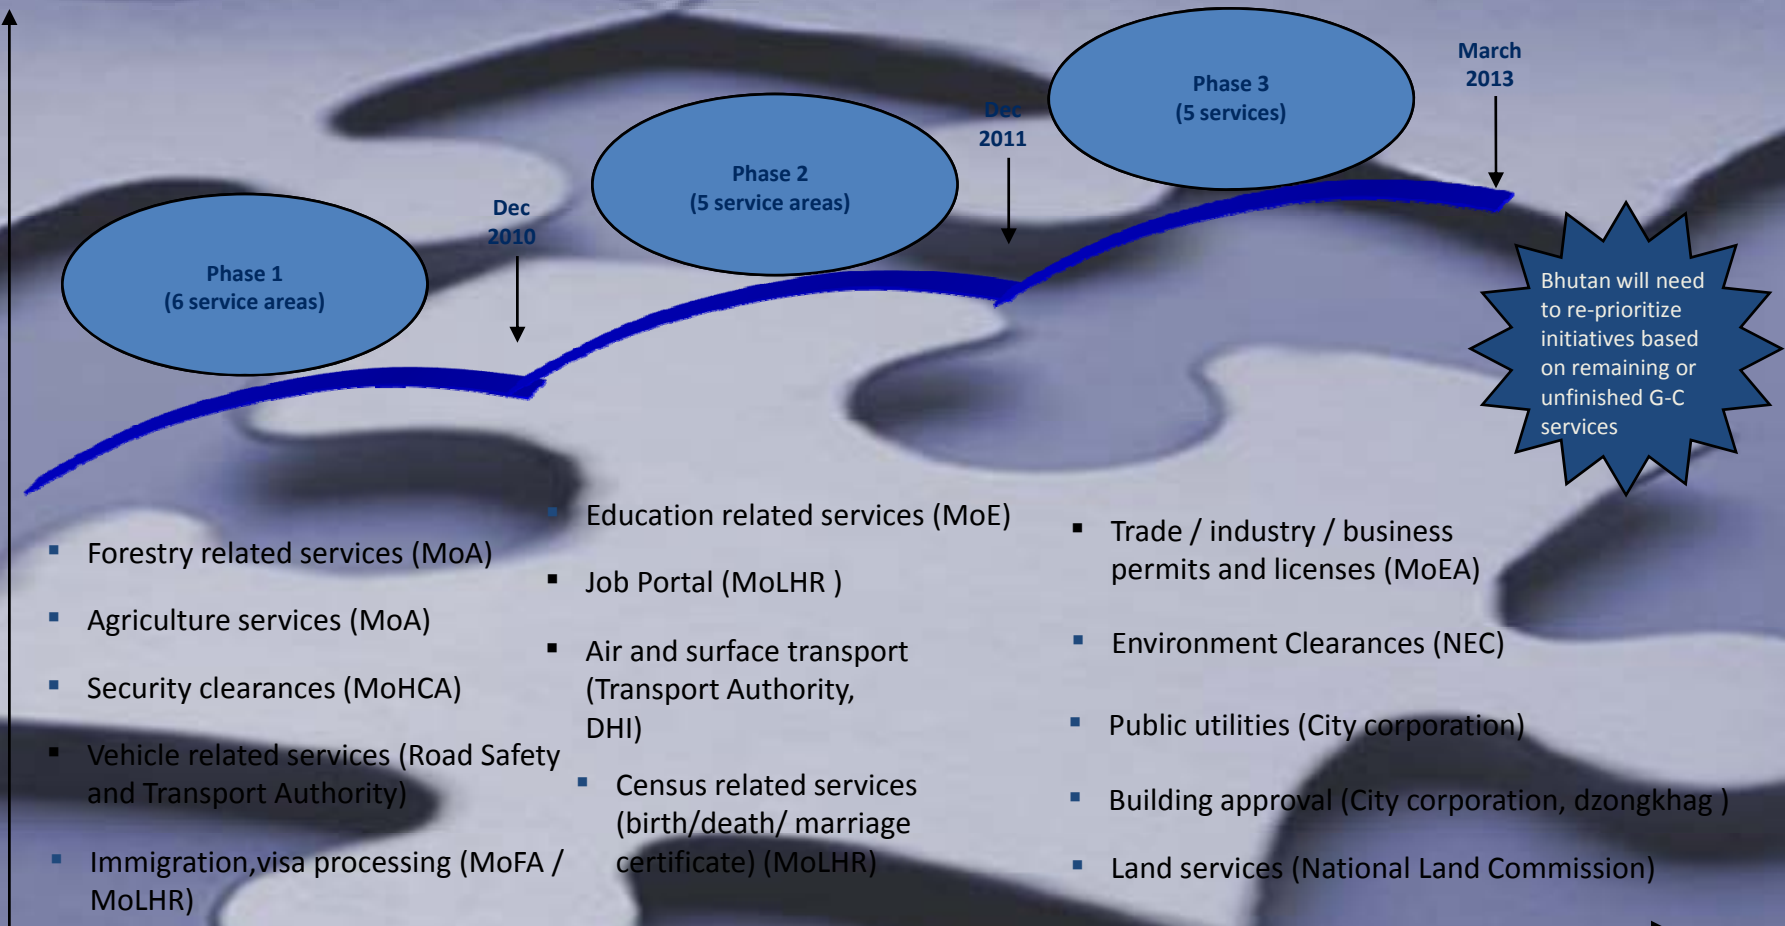 March
2013
Phase 3
(5 services)
Dec
2011
Phase 2
(5 service areas)
Dec
2010
Phase 1
(6 service areas)
Bhutan will need
to re-prioritize
initiatives based
on remaining or
unfinished G-C
services
▪ Forestry related services (MoA)
▪ Agriculture services (MoA)
▪ Security clearances (MoHCA)
▪ Vehicle related services (Road Safety
and Transport Authority)
▪ Immigration,visa processing (MoFA /
MoLHR)
▪ Education related services (MoE)
▪ Job Portal (MoLHR )
▪ Air and surface transport
(Transport Authority,
DHI)
▪ Census related services
(birth/death/ marriage
certificate) (MoLHR)
▪ Trade / industry / business
permits and licenses (MoEA)
▪ Environment Clearances (NEC)
▪ Public utilities (City corporation)
▪ Building approval (City corporation, dzongkhag )
▪ Land services (National Land Commission)